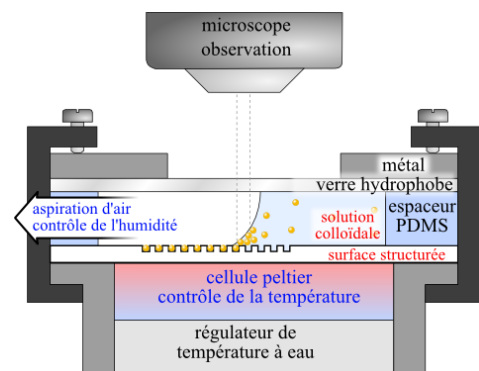 microscope
observation
métal
verre hydrophobe
aspiration d'air
contrôle de l'humidité
solution
colloïdale
espaceur
PDMS
surface structurée
cellule peltier
contrôle de la température
régulateur de
température à eau